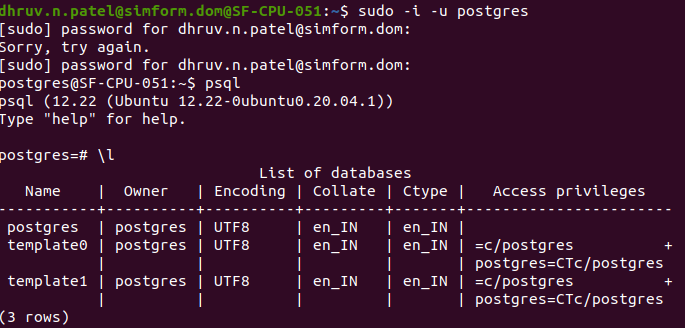 dhruv.n.patel@simform.dom@SF-CPU-051:~$ sudo -i -u postgres
[sudo] password for dhruv.n.patel@simform.dom:
Sorry, try again.
[sudo] password for dhruv.n.patel@simform.dom:
postgres@SF-CPU-051:~$ psql
psql (12.22 (Ubuntu 12.22-0ubuntu0.20.04.1))
Type "help" for help.

postgres=# \l
                              List of databases
   Name    |  Owner   | Encoding | Collate | Ctype |   Access privileges
-----------+----------+----------+---------+-------+-----------------------
 postgres  | postgres | UTF8     | en_IN   | en_IN |
 template0 | postgres | UTF8     | en_IN   | en_IN | =c/postgres          +
           |          |          |         |       | postgres=CTc/postgres
 template1 | postgres | UTF8     | en_IN   | en_IN | =c/postgres          +
           |          |          |         |       | postgres=CTc/postgres
(3 rows)